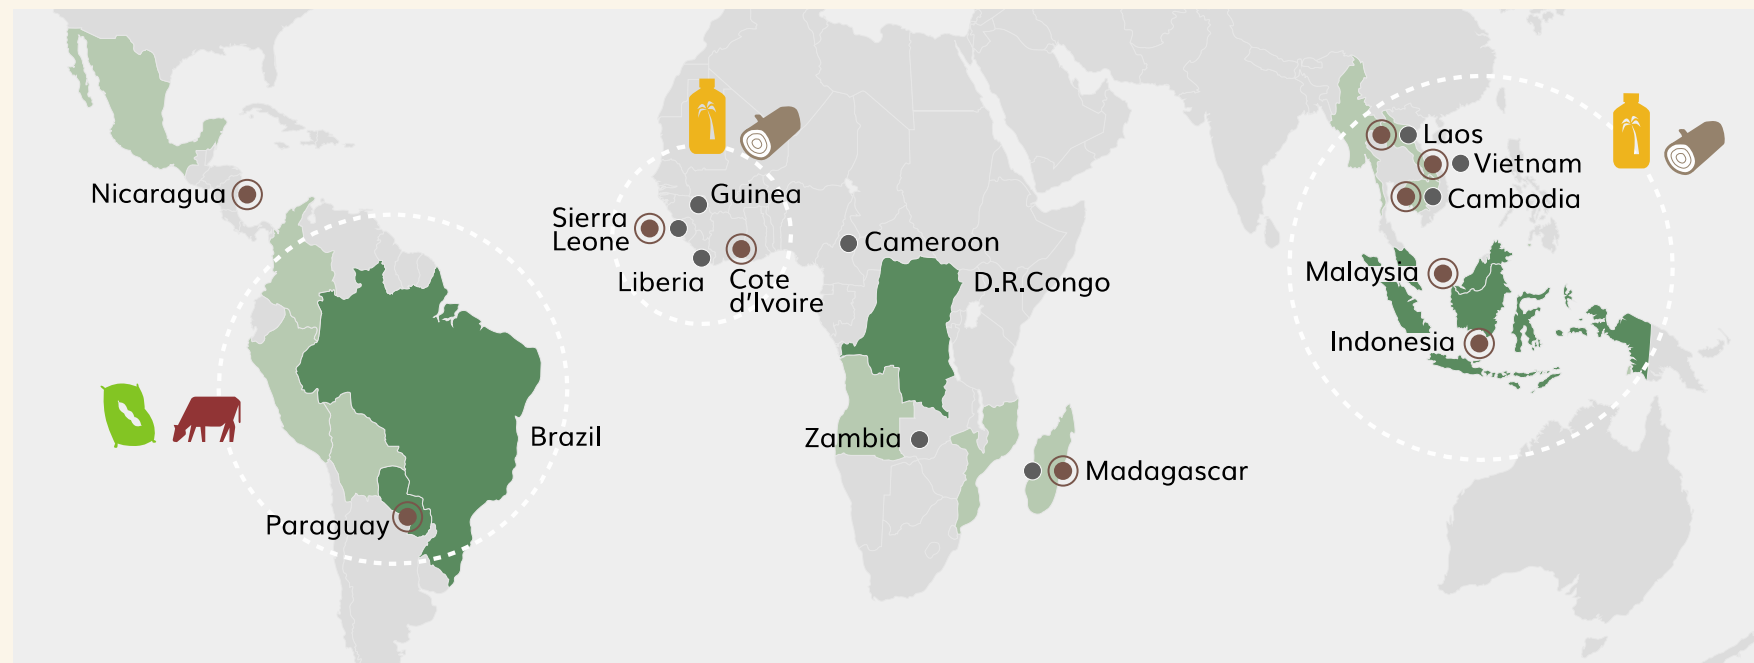 Nicaragua
Guinea
Sierra
Leone
Liberia
Cote
d'Ivoire
Cameroon
D.R.Congo
Laos
Vietnam
Cambodia
Malaysia
Indonesia
Brazil
Paraguay
Zambia
Madagascar